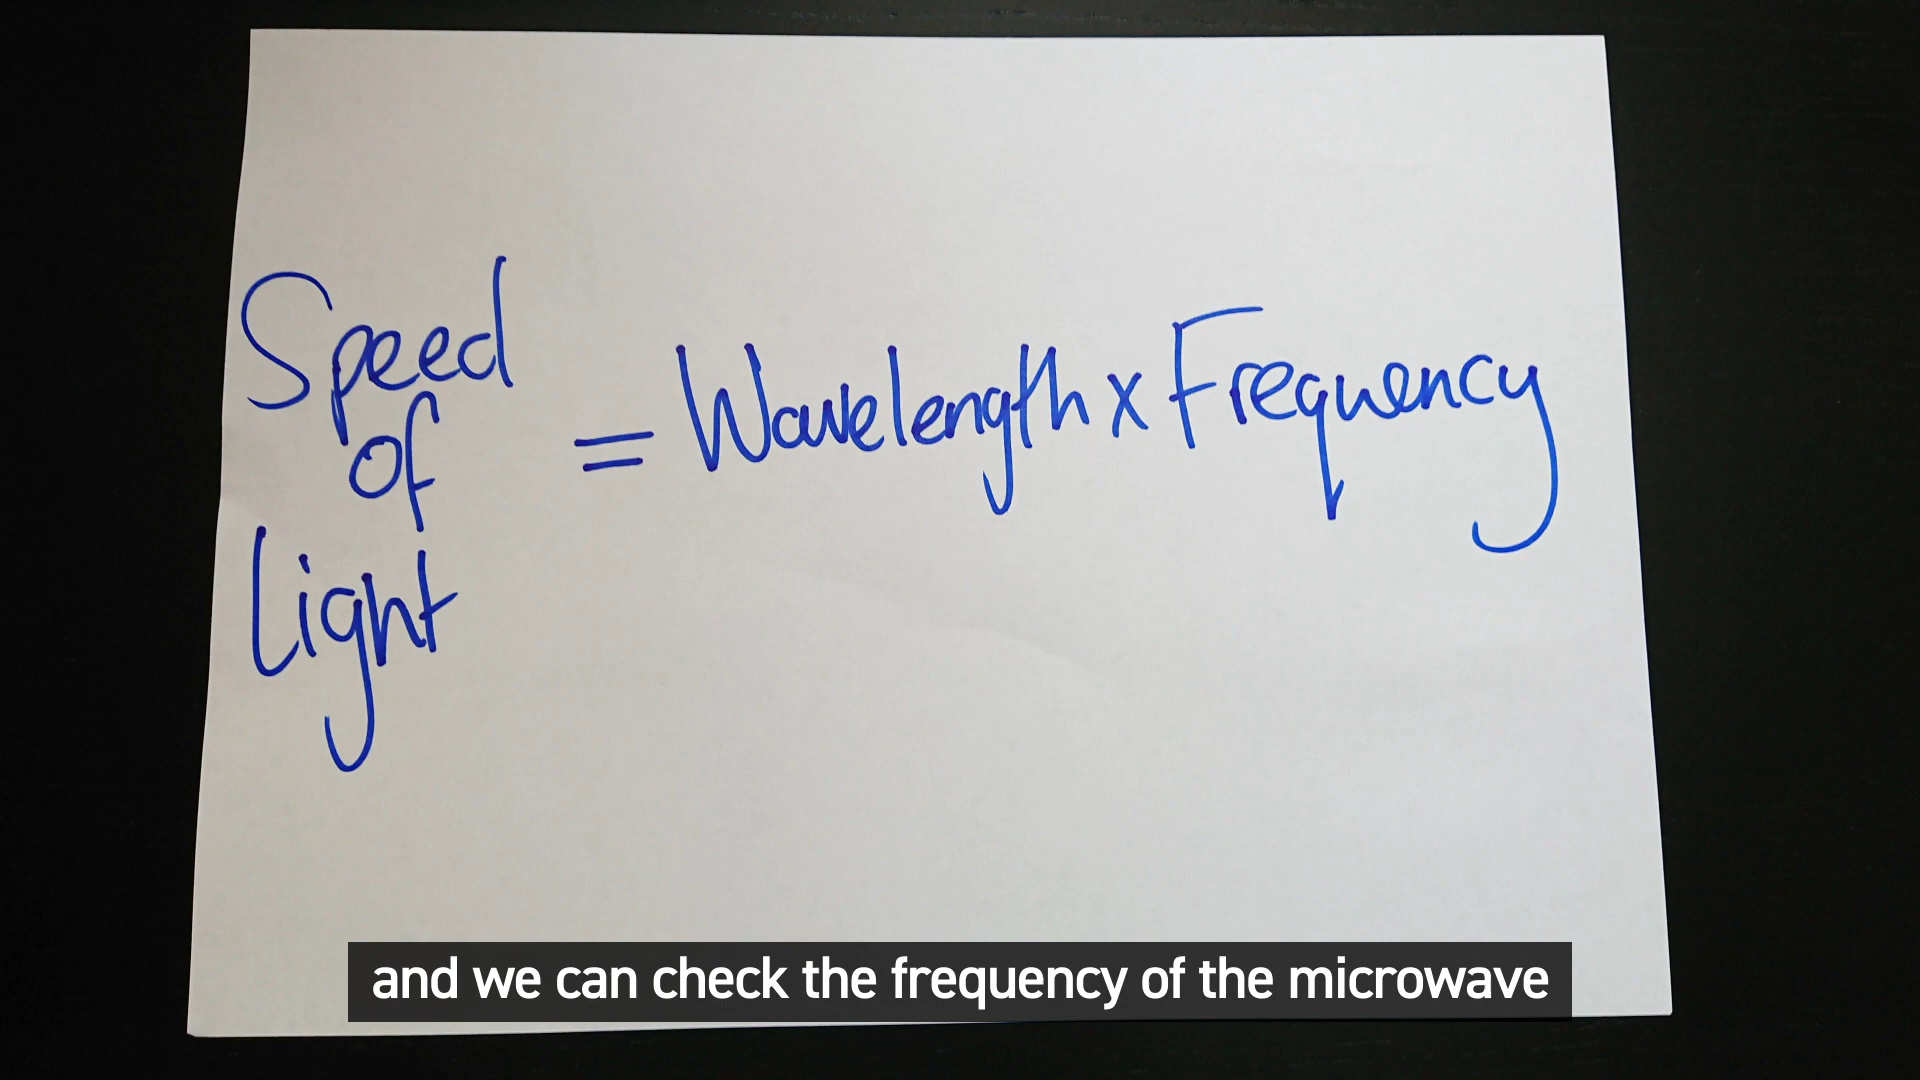 Speed
of
Light
= Wavelength x Frequency
and we can check the frequency of the microwave